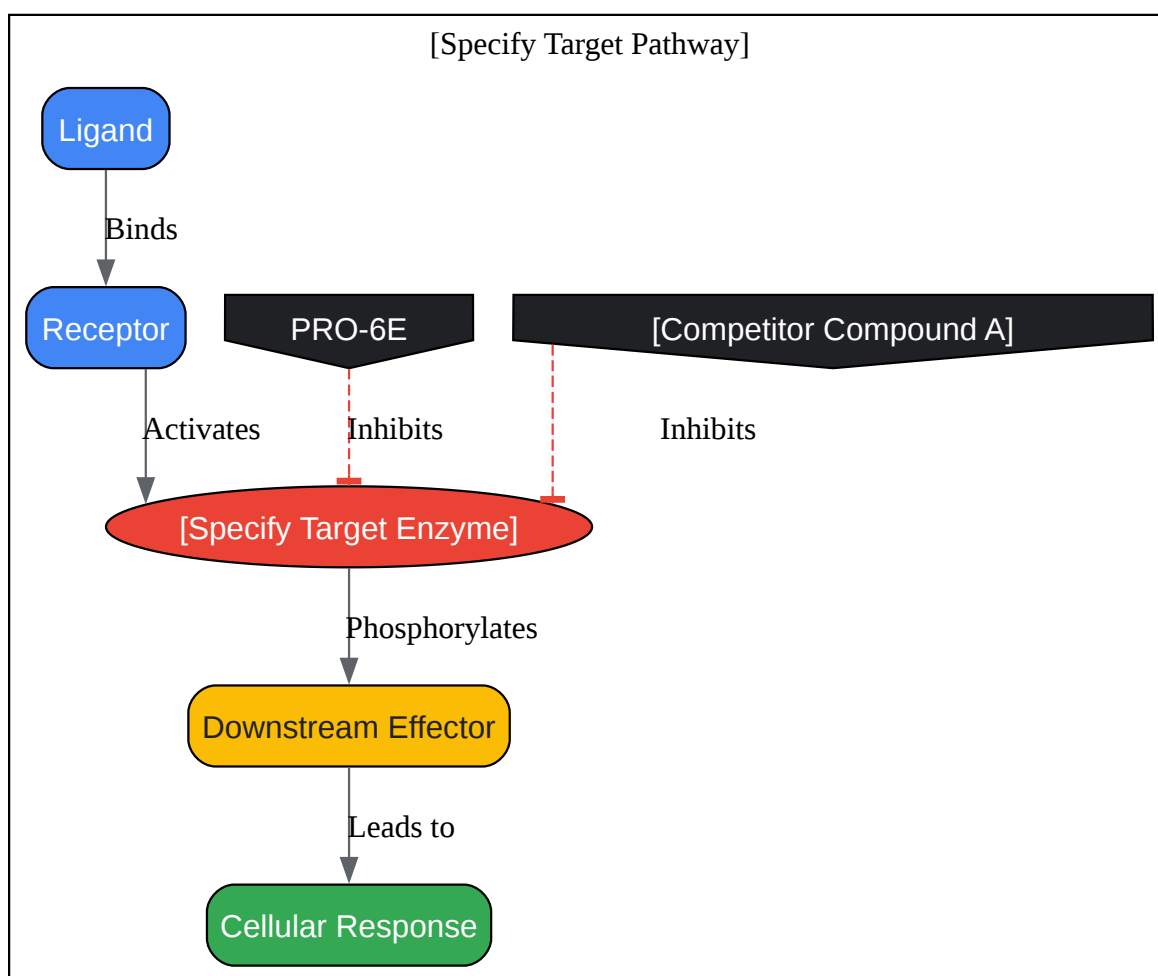 [Specify Target Pathway]
Ligand
Binds
Receptor
PRO-6E
[Competitor Compound A]
Activates
Inhibits
Inhibits
[Specify Target Enzyme]
Phosphorylates
Downstream Effector
Leads to
Cellular Response